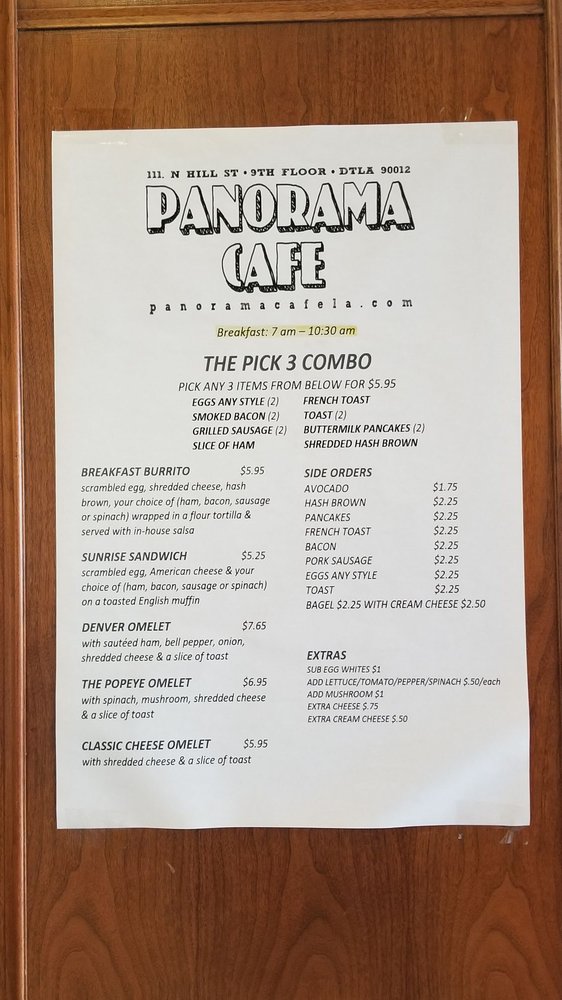 111. N HILL ST • 9TH FLOOR • DTLA 90012
PANORAMA
CAFE
panoramacafela.com
Breakfast: 7 am – 10:30 am
THE PICK 3 COMBO
PICK ANY 3 ITEMS FROM BELOW FOR $5.95
EGGS ANY STYLE (2) FRENCH TOAST
SMOKED BACON (2) TOAST (2)
GRILLED SAUSAGE (2) BUTTERMILK PANCAKES (2)
SLICE OF HAM SHREDDED HASH BROWN
BREAKFAST BURRITO $5.95
scrambled egg, shredded cheese, hash
brown, your choice of (ham, bacon, sausage
or spinach) wrapped in a flour tortilla &
served with in-house salsa
SUNRISE SANDWICH $5.25
scrambled egg, American cheese & your
choice of (ham, bacon, sausage or spinach)
on a toasted English muffin
DENVER OMELET $7.65
with sautéed ham, bell pepper, onion,
shredded cheese & a slice of toast
THE POPEYE OMELET $6.95
with spinach, mushroom, shredded cheese
& a slice of toast
CLASSIC CHEESE OMELET $5.95
with shredded cheese & a slice of toast
SIDE ORDERS
AVOCADO $1.75
HASH BROWN $2.25
PANCAKES $2.25
FRENCH TOAST $2.25
BACON $2.25
PORK SAUSAGE $2.25
EGGS ANY STYLE $2.25
TOAST $2.25
BAGEL $2.25 WITH CREAM CHEESE $2.50
EXTRAS
SUB EGG WHITES $1
ADD LETTUCE/TOMATO/PEPPER/SPINACH $.50/each
ADD MUSHROOM $1
EXTRA CHEESE $.75
EXTRA CREAM CHEESE $.50